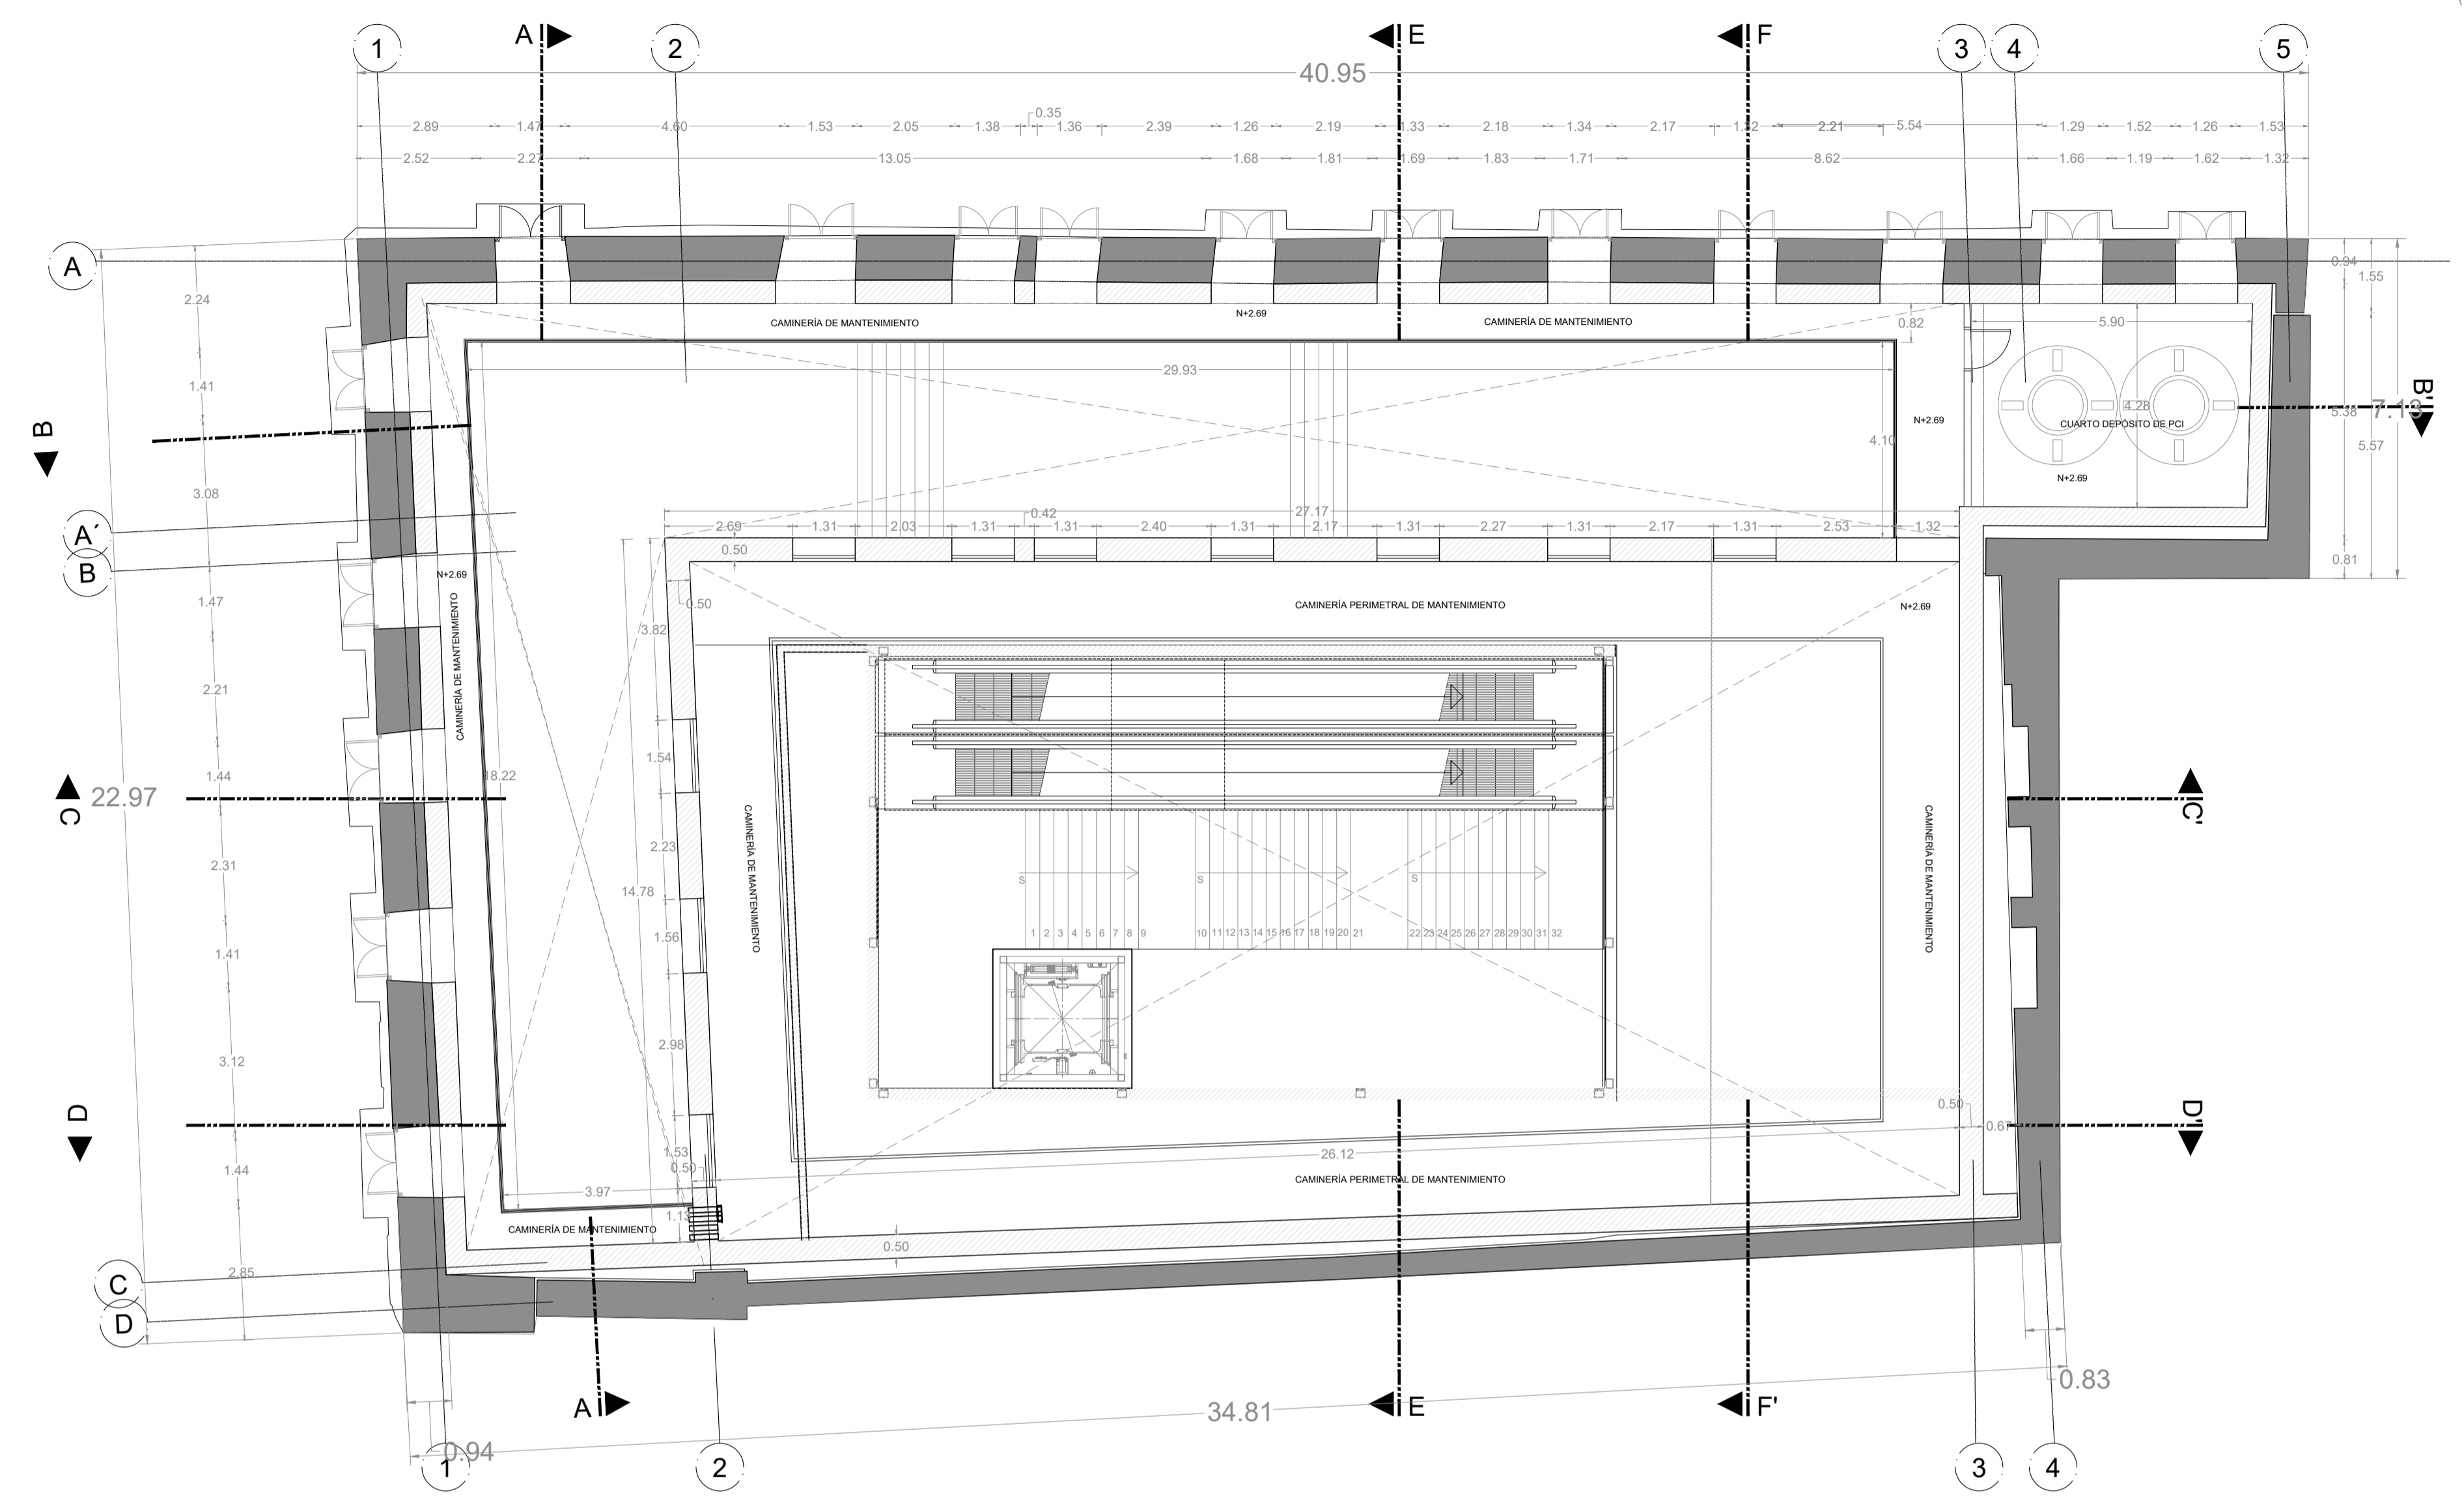 1 A 2 E F 3 4 5
40.95
0.35
2.89 1.47 4.60 1.53 2.05 1.38 1.36 2.39 1.26 2.19 1.33 2.18 1.34 2.17 1.32 2.21 5.54 1.29 1.52 1.26 1.53
2.52 2.27 13.05 1.68 1.81 1.69 1.83 1.71 8.62 1.66 1.19 1.62 1.32
A
0.94
1.55
2.24
CAMINERÍA DE MANTENIMIENTO
N+2.69
CAMINERÍA DE MANTENIMIENTO
0.82
5.90
29.93
1.41
B
B'
4.28
5.38
7.13
N+2.69
CUARTO DEPÓSITO DE PCI
4.10
5.57
N+2.69
3.08
27.17
0.42
2.69 1.31 2.03 1.31 1.31 2.40 1.31 2.17 1.31 2.27 1.31 2.17 1.31 2.53 1.32
A´
0.50
0.81
B
N+2.69
1.47
0.50
CAMINERÍA PERIMETRAL DE MANTENIMIENTO
N+2.69
3.82
CAMINERÍA DE MANTENIMIENTO
2.21
1.54
1.44
18.22
22.97
C
C'
CAMINERÍA DE MANTENIMIENTO
CAMINERÍA DE MANTENIMIENTO
2.23
2.31
14.78
S S S
1.56
1 2 3 4 5 6 7 8 9 10 11 12 13 14 15 16 17 18 19 20 21 22 23 24 25 26 27 28 29 30 31 32
1.41
2.98
3.12
D
D'
0.50
0.67
1.53
26.12
0.50
1.44
3.97
CAMINERÍA PERIMETRAL DE MANTENIMIENTO
1.13
CAMINERÍA DE MANTENIMIENTO
0.50
2.85
C
D
0.83
A
34.81
E
F'
0.94
1 2 3 4